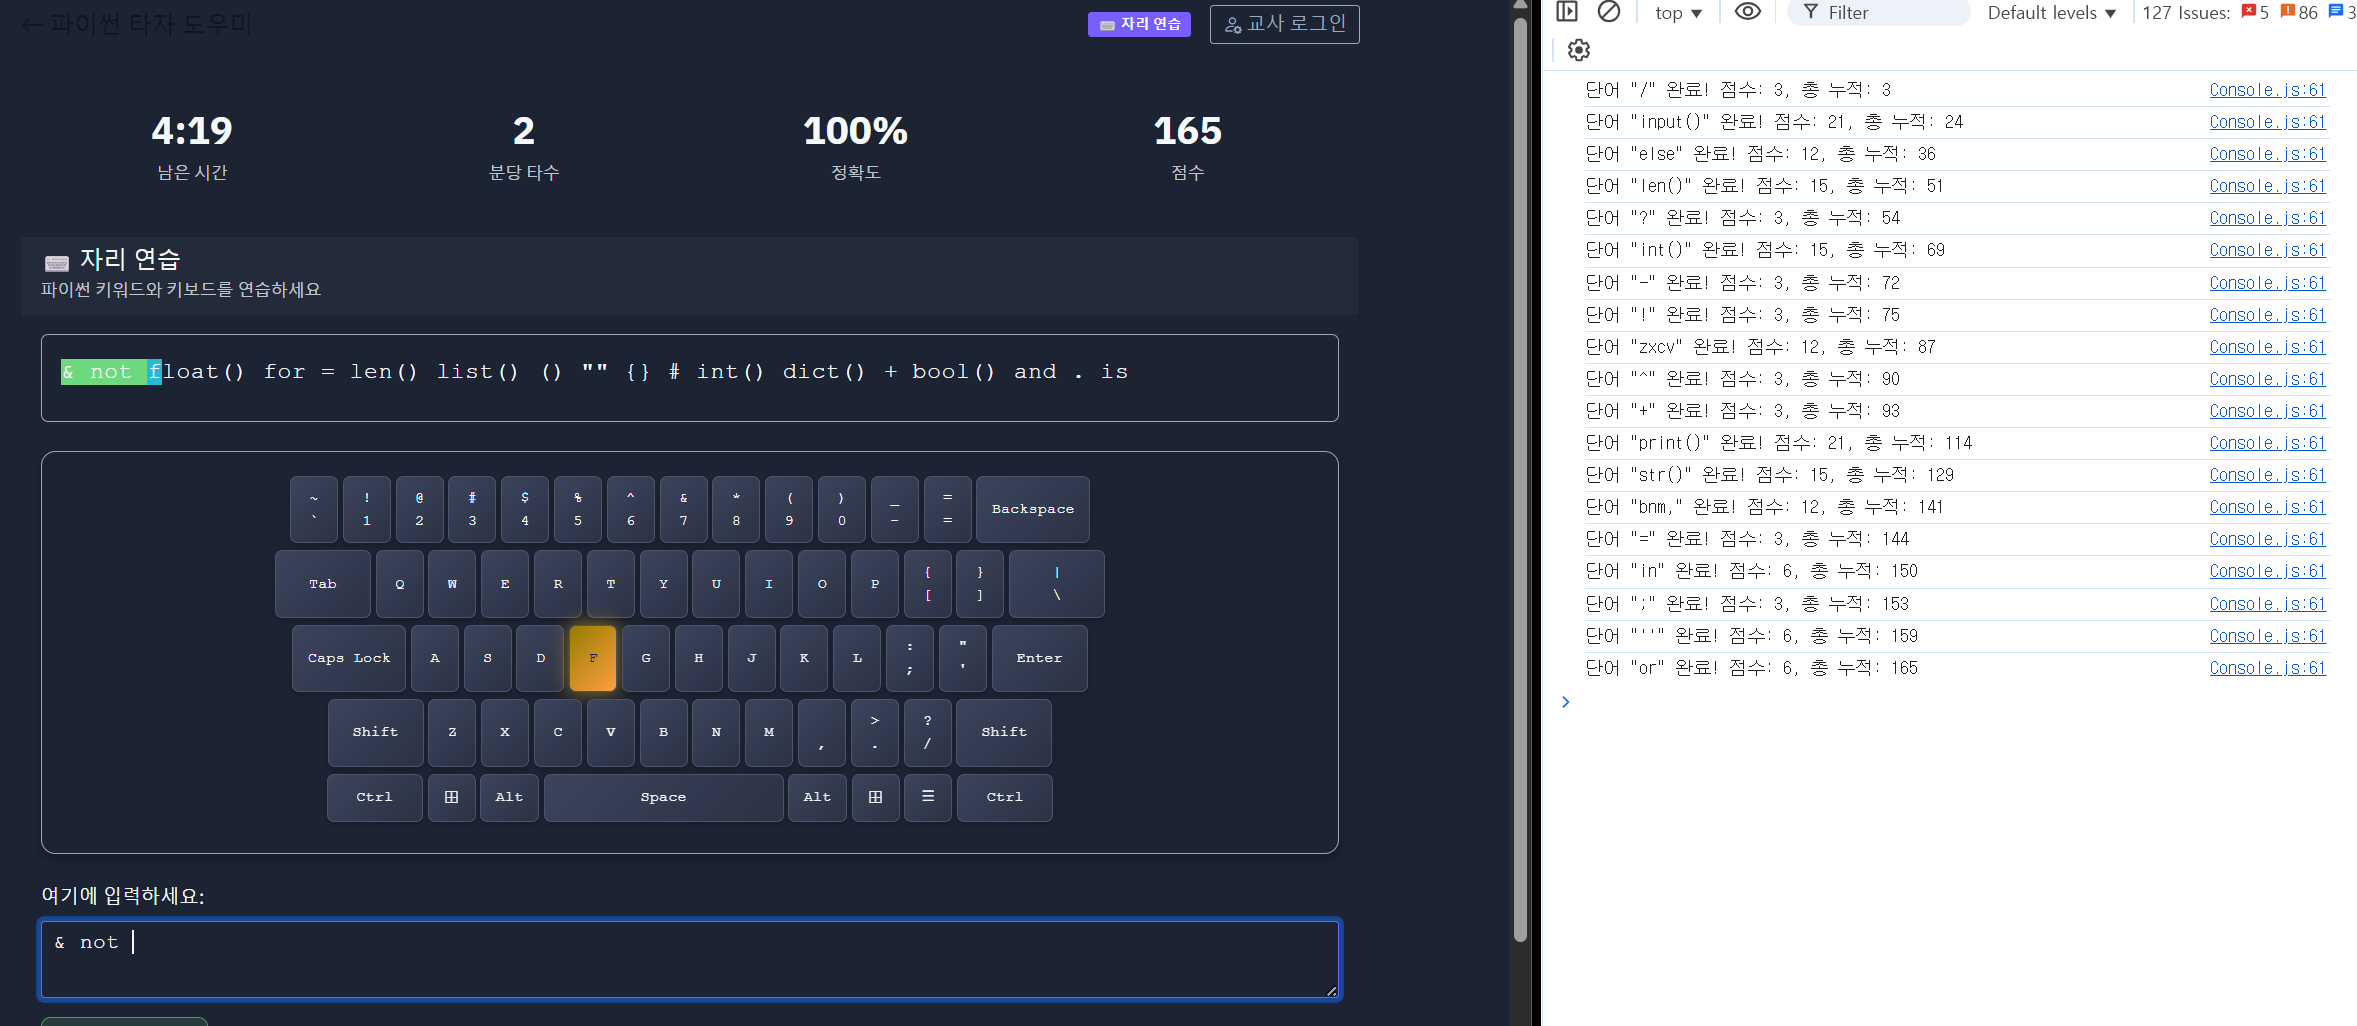 ← 파이썬 타자 도우미
⌨️ 자리 연습
교사 로그인
4:19
남은 시간
2
분당 타수
100%
정확도
165
점수
⌨️ 자리 연습
파이썬 키워드와 키보드를 연습하세요
& not float() for = len() list() () "" {} # int() dict() + bool() and . is
~ ! @ # $ % ^ & * ( ) _ =
` 1 2 3 4 5 6 7 8 9 0 - = Backspace
Tab Q W E R T Y U I O P { [ } ] | \
Caps Lock A S D F G H J K L : ; " ' Enter
Shift Z X C V B N M , > . ? / Shift
Ctrl ⊞ Alt Space Alt ⊞ ☰ Ctrl
여기에 입력하세요:
& not
top ▼
Filter
Default levels ▼
127 Issues: 5 86 3
단어 "/" 완료! 점수: 3, 총 누적: 3 Console.js:61
단어 "input()" 완료! 점수: 21, 총 누적: 24 Console.js:61
단어 "else" 완료! 점수: 12, 총 누적: 36 Console.js:61
단어 "len()" 완료! 점수: 15, 총 누적: 51 Console.js:61
단어 "?" 완료! 점수: 3, 총 누적: 54 Console.js:61
단어 "int()" 완료! 점수: 15, 총 누적: 69 Console.js:61
단어 "-" 완료! 점수: 3, 총 누적: 72 Console.js:61
단어 "!" 완료! 점수: 3, 총 누적: 75 Console.js:61
단어 "zxcv" 완료! 점수: 12, 총 누적: 87 Console.js:61
단어 "^" 완료! 점수: 3, 총 누적: 90 Console.js:61
단어 "+" 완료! 점수: 3, 총 누적: 93 Console.js:61
단어 "print()" 완료! 점수: 21, 총 누적: 114 Console.js:61
단어 "str()" 완료! 점수: 15, 총 누적: 129 Console.js:61
단어 "bnm," 완료! 점수: 12, 총 누적: 141 Console.js:61
단어 "=" 완료! 점수: 3, 총 누적: 144 Console.js:61
단어 "in" 완료! 점수: 6, 총 누적: 150 Console.js:61
단어 ";" 완료! 점수: 3, 총 누적: 153 Console.js:61
단어 "''" 완료! 점수: 6, 총 누적: 159 Console.js:61
단어 "or" 완료! 점수: 6, 총 누적: 165 Console.js:61